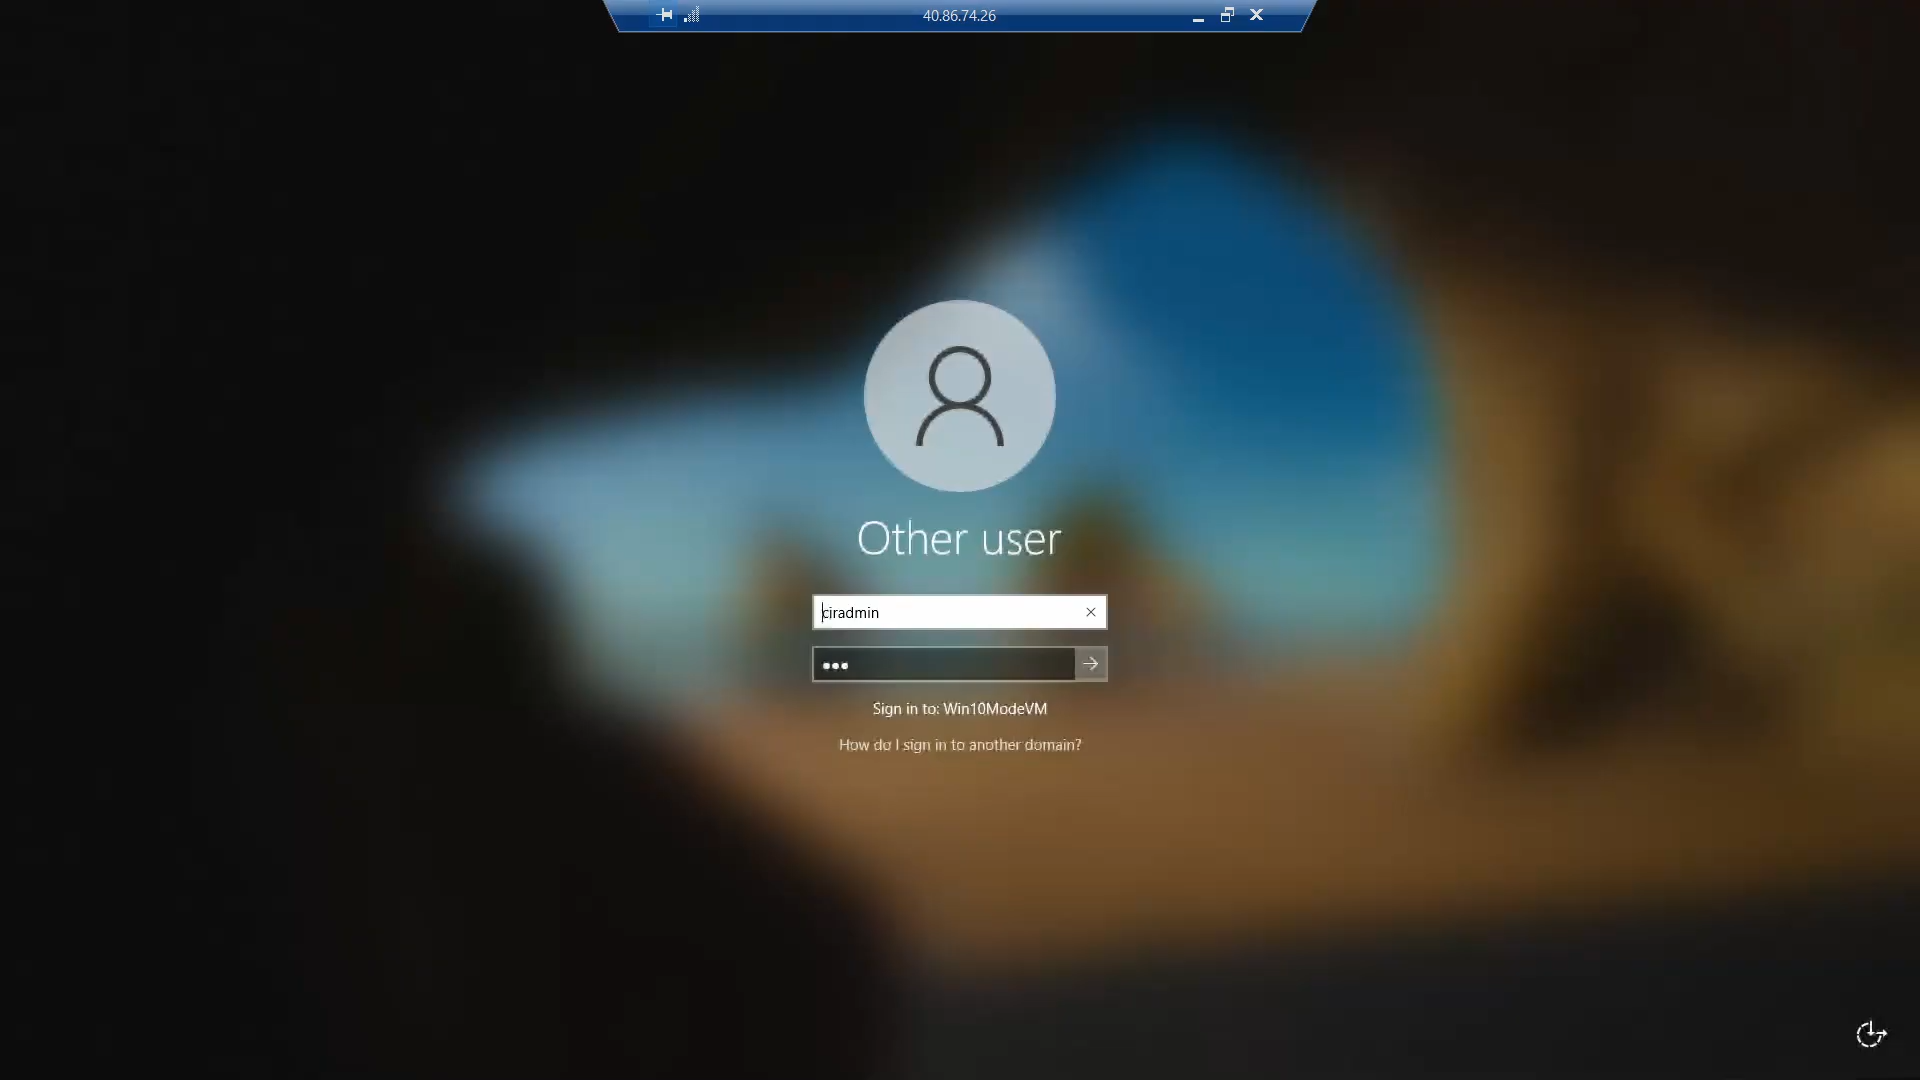 40.86.74.26
Other user
ciradmin
Sign in to: Win10ModeVM
How do I sign in to another domain?